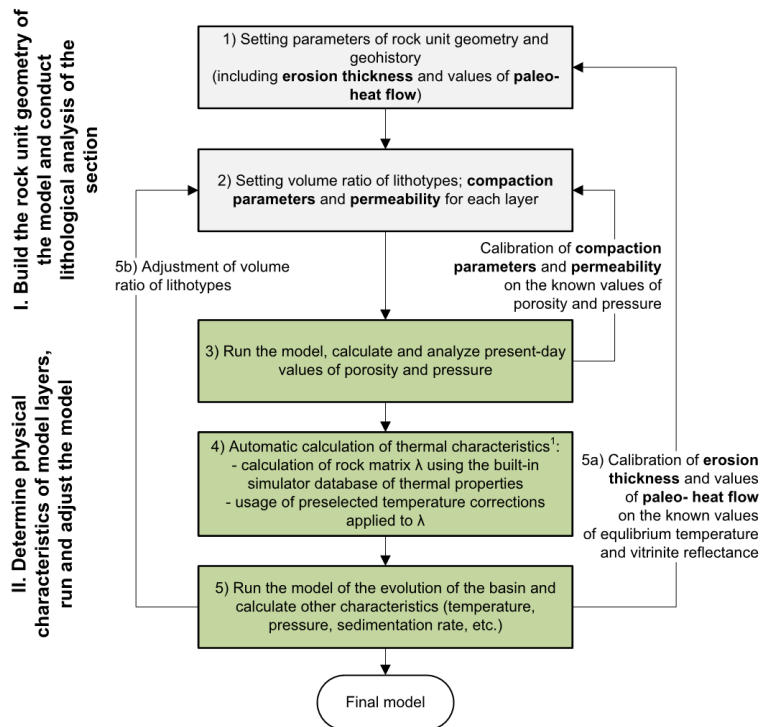 I. Build the rock unit geometry of
the model and conduct
lithological analysis of the
section
1) Setting parameters of rock unit geometry and
geohistory
(including erosion thickness and values of paleo-
heat flow)
2) Setting volume ratio of lithotypes; compaction
parameters and permeability for each layer
5b) Adjustment of volume
ratio of lithotypes
Calibration of compaction
parameters and permeability
on the known values of
porosity and pressure
II. Determine physical
characteristics of model layers,
run and adjust the model
3) Run the model, calculate and analyze present-day
values of porosity and pressure
4) Automatic calculation of thermal characteristics¹:
- calculation of rock matrix λ using the built-in
simulator database of thermal properties
- usage of preselected temperature corrections
applied to λ
5a) Calibration of erosion
thickness and values
of paleo- heat flow
on the known values
of equlibrium temperature
and vitrinite reflectance
5) Run the model of the evolution of the basin and
calculate other characteristics (temperature,
pressure, sedimentation rate, etc.)
Final model